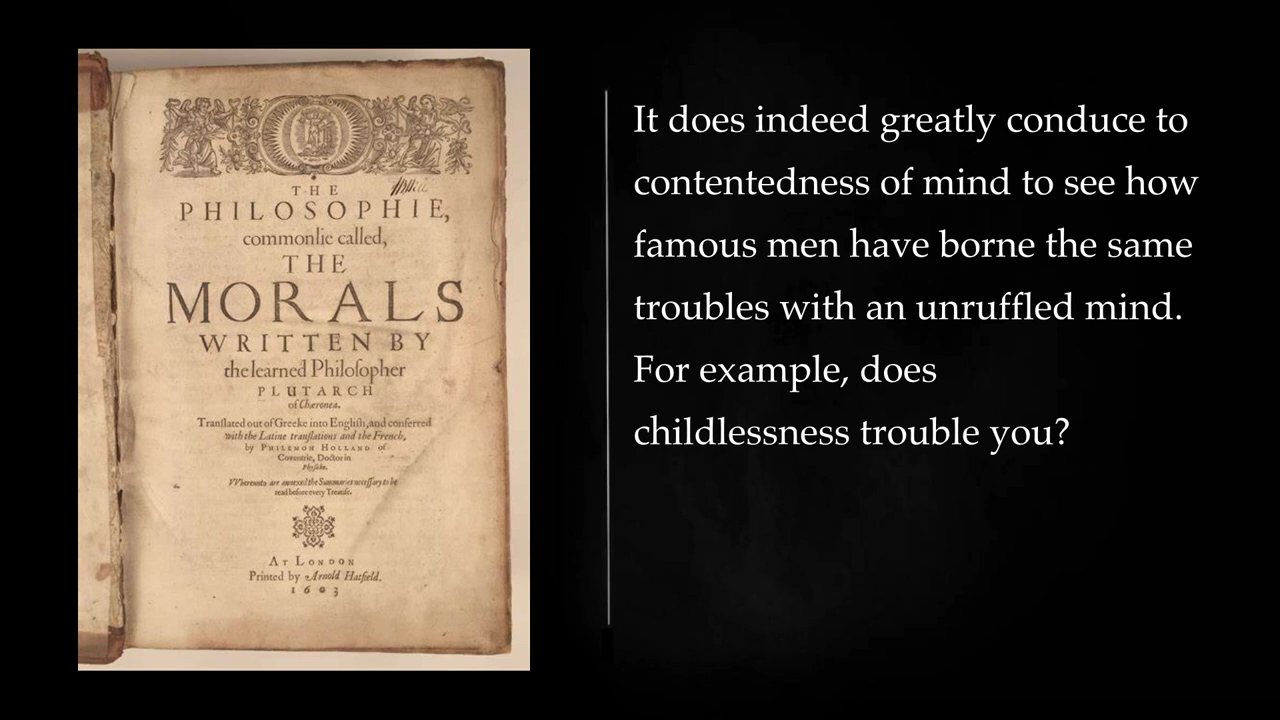 THE
PHILOSOPHIE,
commonlie called,
THE
MORALS
WRITTEN BY
the learned Philoſopher
PLUTARCH
of Chæronea.
Tranſlated out of Greeke into Engliſh, and conferred
with the Latine tranſlations and the French,
by PHILEMON HOLLAND of
Coventrie, Doctor in
Phyſicke.
VVhereunto are annexed the Summaries neceſſary to be
read before every Treatiſe.
AT LONDON
Printed by Arnold Hatfield.
1603
It does indeed greatly conduce to
contentedness of mind to see how
famous men have borne the same
troubles with an unruffled mind.
For example, does
childlessness trouble you?